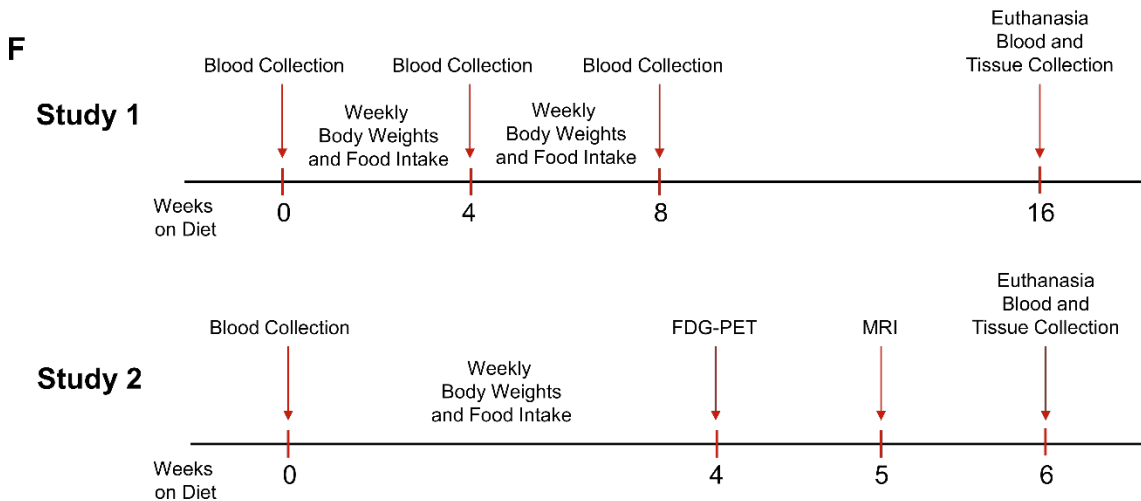 F
Study 1
Blood Collection
Blood Collection
Blood Collection
Euthanasia
Blood and
Tissue Collection
Weekly
Body Weights
and Food Intake
Weekly
Body Weights
and Food Intake
Weeks
on Diet
0
4
8
16
Study 2
Blood Collection
FDG-PET
MRI
Euthanasia
Blood and
Tissue Collection
Weekly
Body Weights
and Food Intake
Weeks
on Diet
0
4
5
6